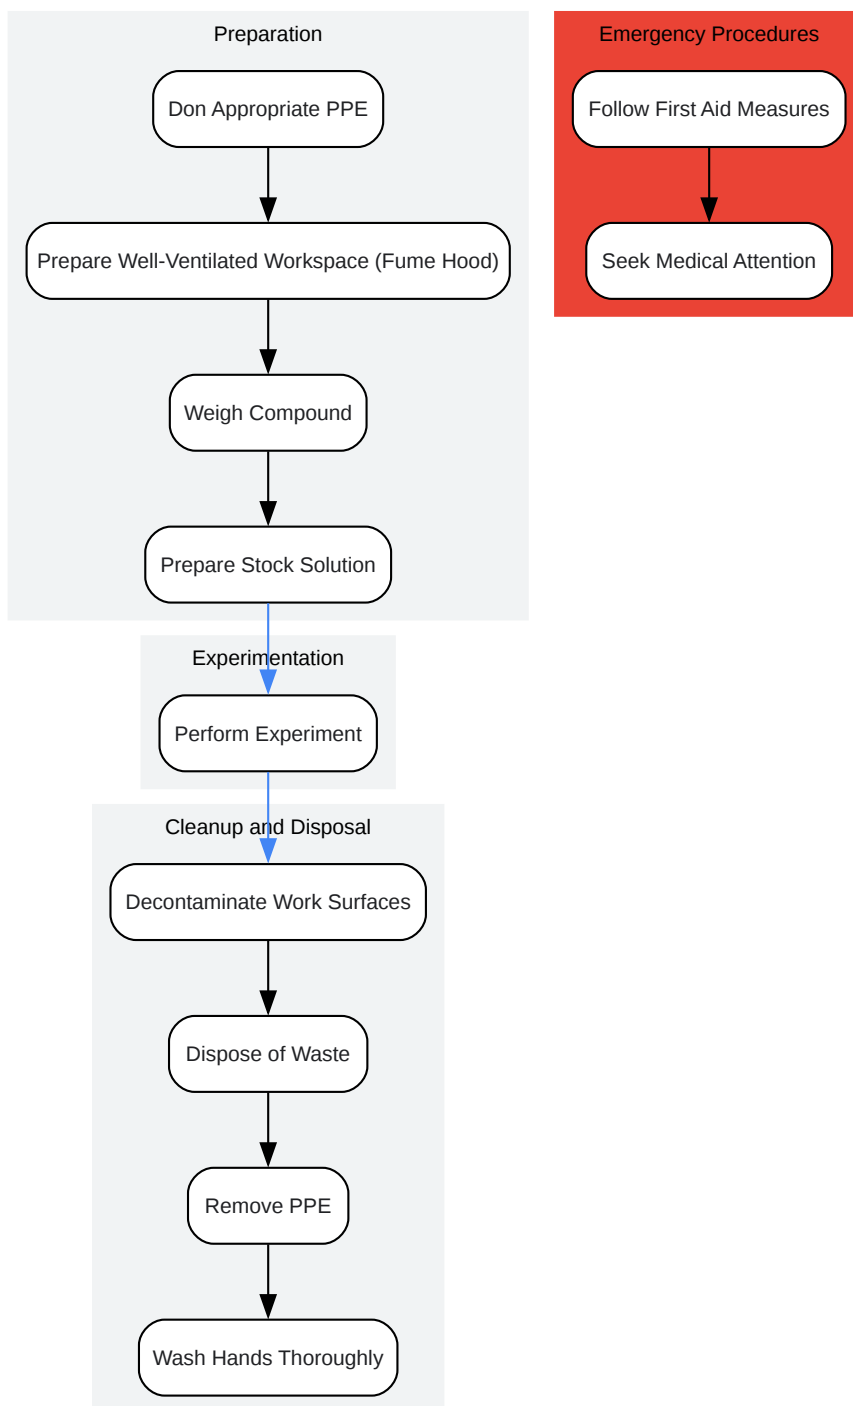 Preparation
Don Appropriate PPE
Prepare Well-Ventilated Workspace (Fume Hood)
Weigh Compound
Prepare Stock Solution
Experimentation
Perform Experiment
Cleanup and Disposal
Decontaminate Work Surfaces
Dispose of Waste
Remove PPE
Wash Hands Thoroughly
Emergency Procedures
Follow First Aid Measures
Seek Medical Attention